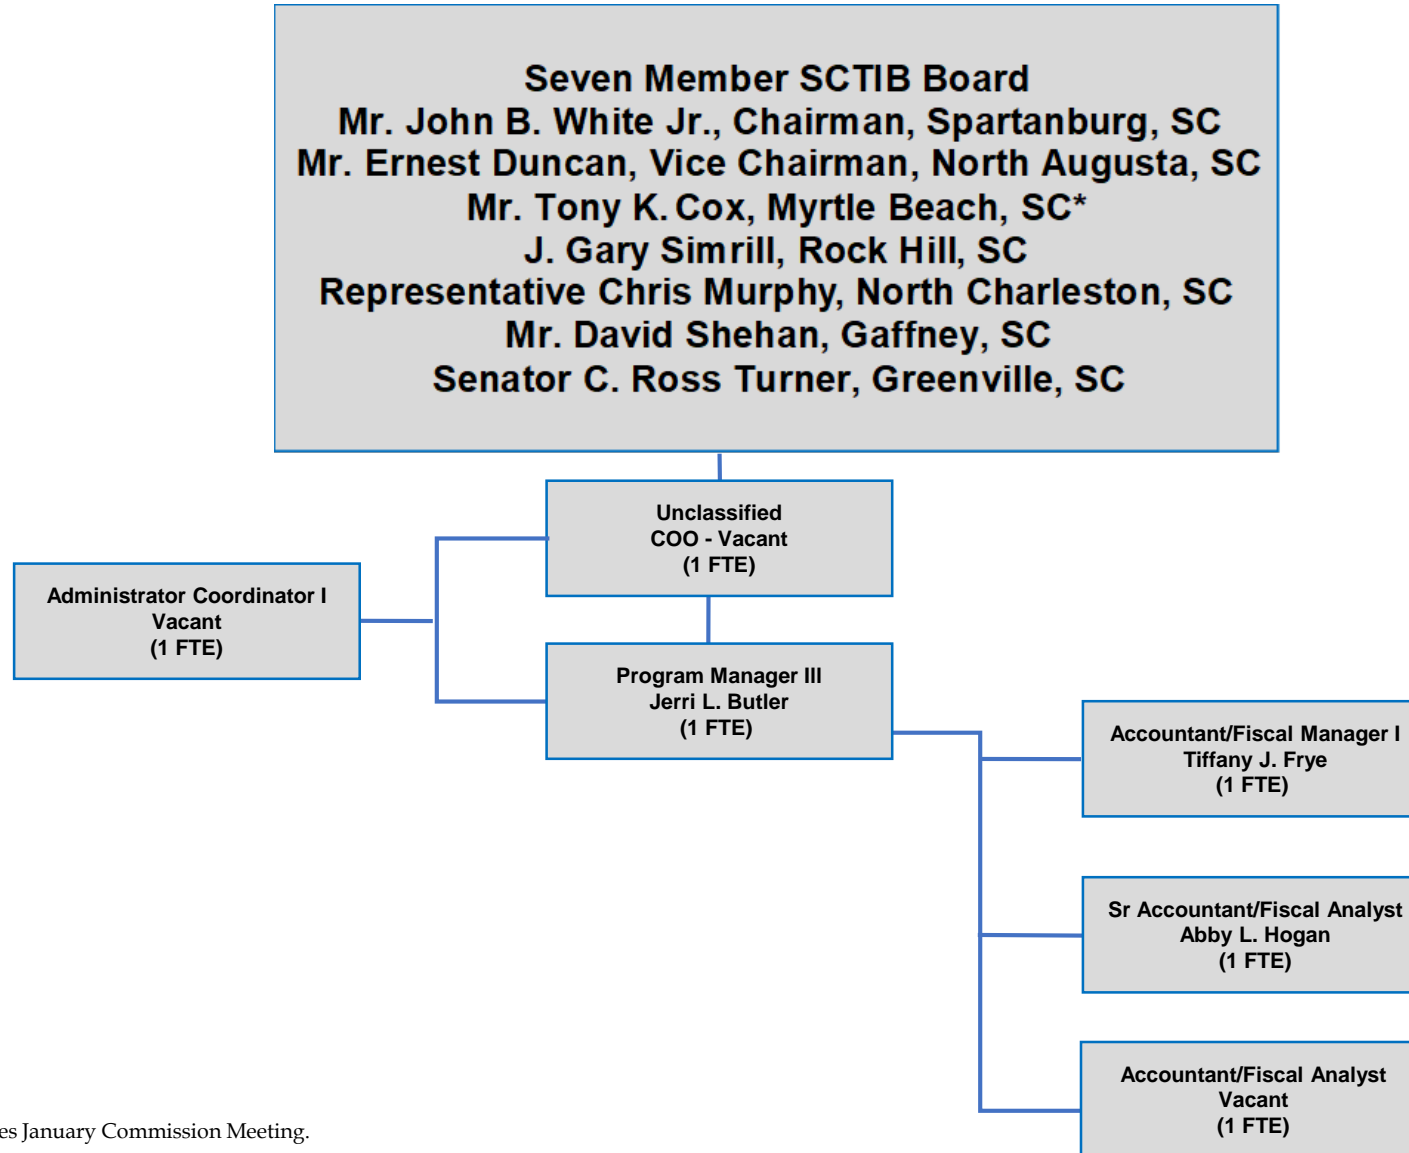 Seven Member SCTIB Board
Mr. John B. White Jr., Chairman, Spartanburg, SC
Mr. Ernest Duncan, Vice Chairman, North Augusta, SC
Mr. Tony K. Cox, Myrtle Beach, SC*
J. Gary Simrill, Rock Hill, SC
Representative Chris Murphy, North Charleston, SC
Mr. David Shehan, Gaffney, SC
Senator C. Ross Turner, Greenville, SC
Unclassified
COO - Vacant
(1 FTE)
Administrator Coordinator I
Vacant
(1 FTE)
Program Manager III
Jerri L. Butler
(1 FTE)
Accountant/Fiscal Manager I
Tiffany J. Frye
(1 FTE)
Sr Accountant/Fiscal Analyst
Abby L. Hogan
(1 FTE)
Accountant/Fiscal Analyst
Vacant
(1 FTE)
January Commission Meeting.